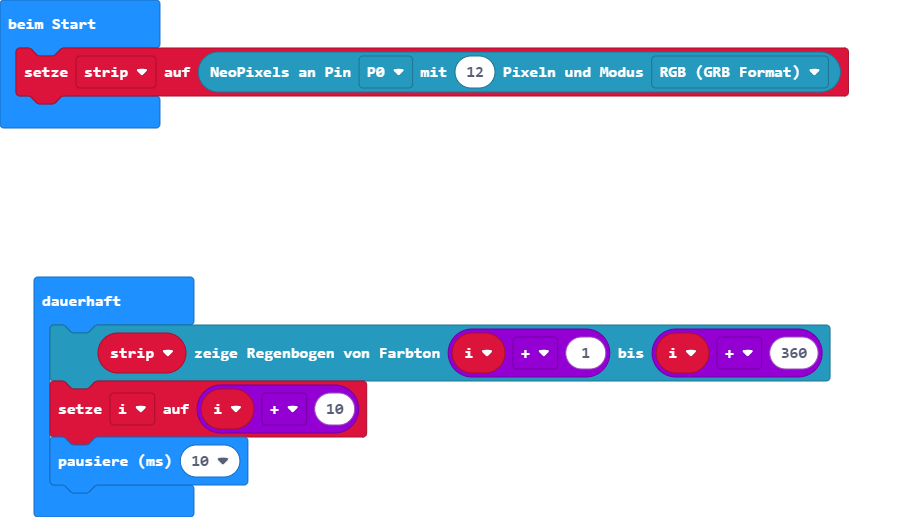 beim Start
setze strip auf NeoPixels an Pin P0 mit 12 Pixeln und Modus RGB (GRB Format)
dauerhaft
strip zeige Regenbogen von Farbton i + 1 bis i + 360
setze i auf i + 10
pausiere (ms) 10